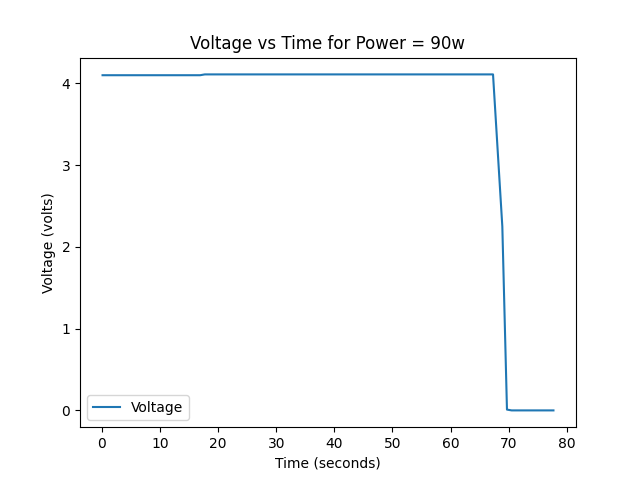 Voltage vs Time for Power = 90w
4
3
2
1
0
Voltage (volts)
Voltage
0 10 20 30 40 50 60 70 80
Time (seconds)